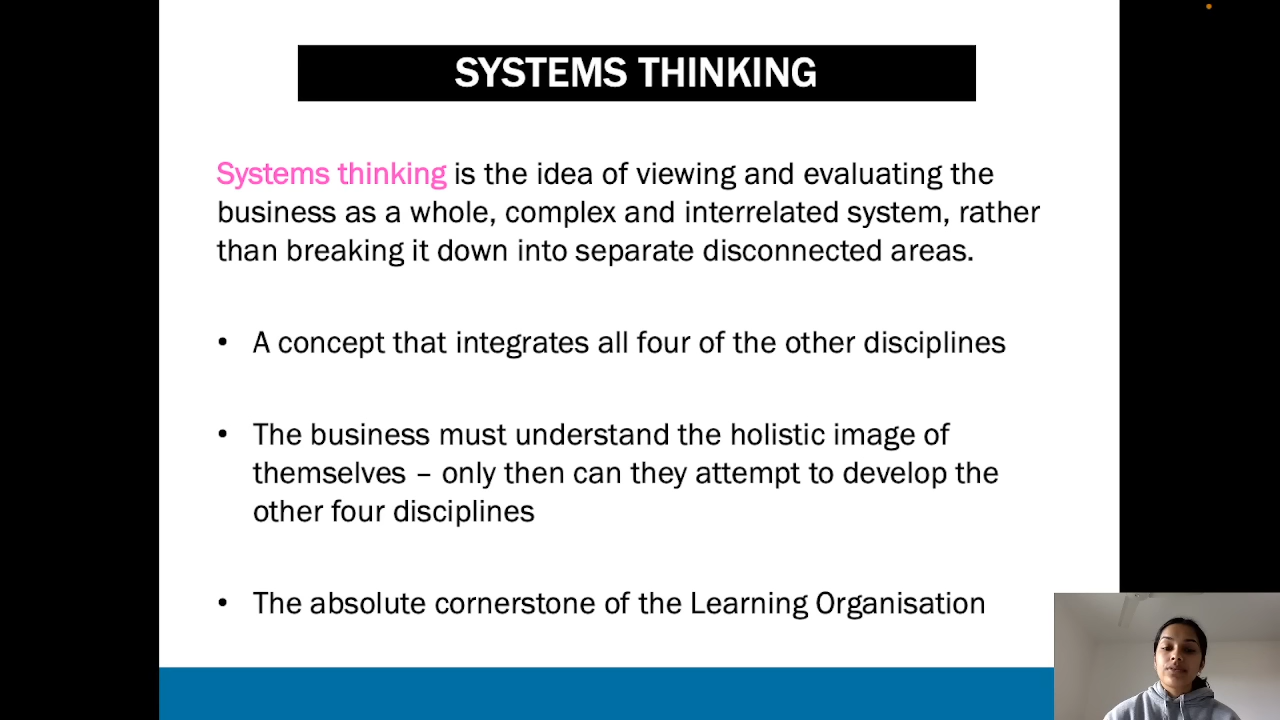 SYSTEMS THINKING
Systems thinking is the idea of viewing and evaluating the
business as a whole, complex and interrelated system, rather
than breaking it down into separate disconnected areas.
• A concept that integrates all four of the other disciplines
• The business must understand the holistic image of
themselves – only then can they attempt to develop the
other four disciplines
• The absolute cornerstone of the Learning Organisation